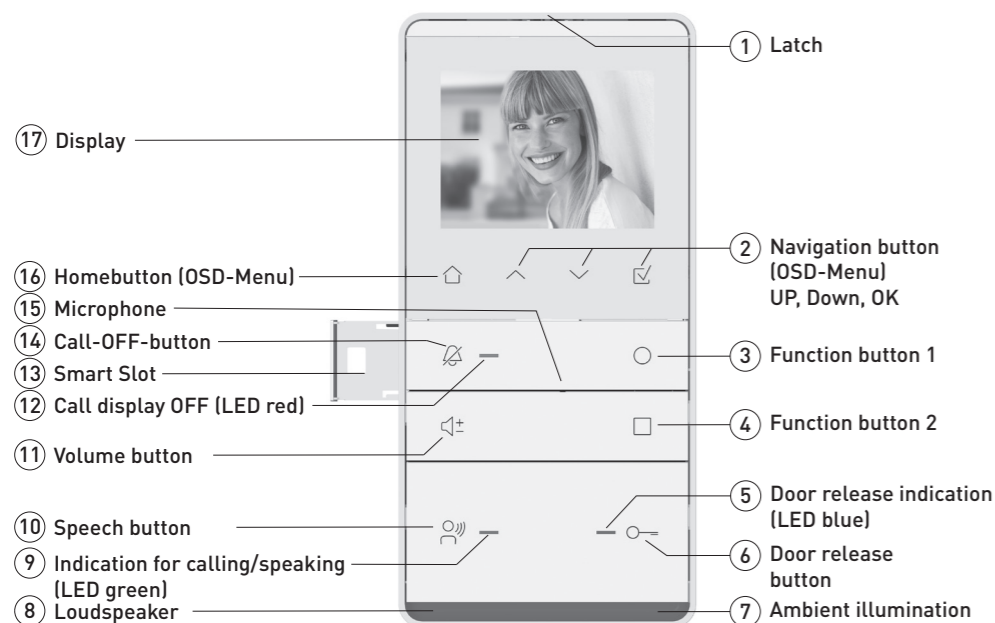 1 Latch
17 Display
2 Navigation button
(OSD-Menu)
UP, Down, OK
16 Homebutton (OSD-Menu)
15 Microphone
14 Call-OFF-button
13 Smart Slot
12 Call display OFF (LED red)
3 Function button 1
4 Function button 2
11 Volume button
5 Door release indication
(LED blue)
10 Speech button
9 Indication for calling/speaking
(LED green)
6 Door release
button
8 Loudspeaker
7 Ambient illumination